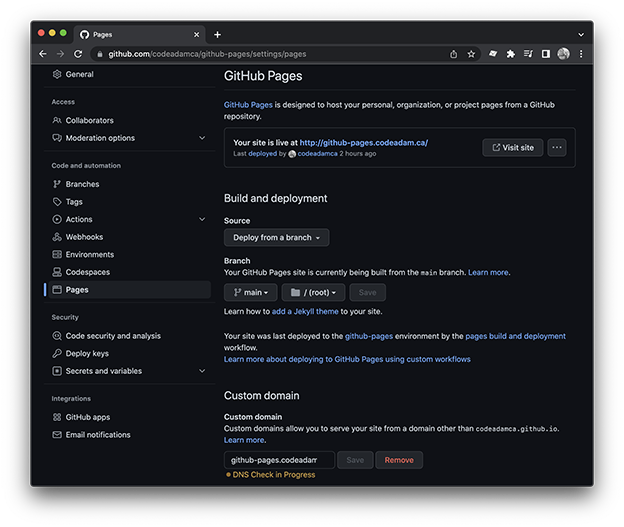 Pages
github.com/codeadamca/github-pages/settings/pages
General
Access
Collaborators
Moderation options
Code and automation
Branches
Tags
Actions
Webhooks
Environments
Codespaces
Pages
Security
Code security and analysis
Deploy keys
Secrets and variables
Integrations
GitHub apps
Email notifications
GitHub Pages
GitHub Pages is designed to host your personal, organization, or project pages from a GitHub
repository.
Your site is live at http://github-pages.codeadam.ca/
Last deployed by codeadamca 2 hours ago
Visit site
Build and deployment
Source
Deploy from a branch
Branch
Your GitHub Pages site is currently being built from the main branch. Learn more.
main / (root) Save
Learn how to add a Jekyll theme to your site.
Your site was last deployed to the github-pages environment by the pages build and deployment
workflow.
Learn more about deploying to GitHub Pages using custom workflows
Custom domain
Custom domain
Custom domains allow you to serve your site from a domain other than codeadamca.github.io.
Learn more.
github-pages.codeadam Save Remove
DNS Check in Progress